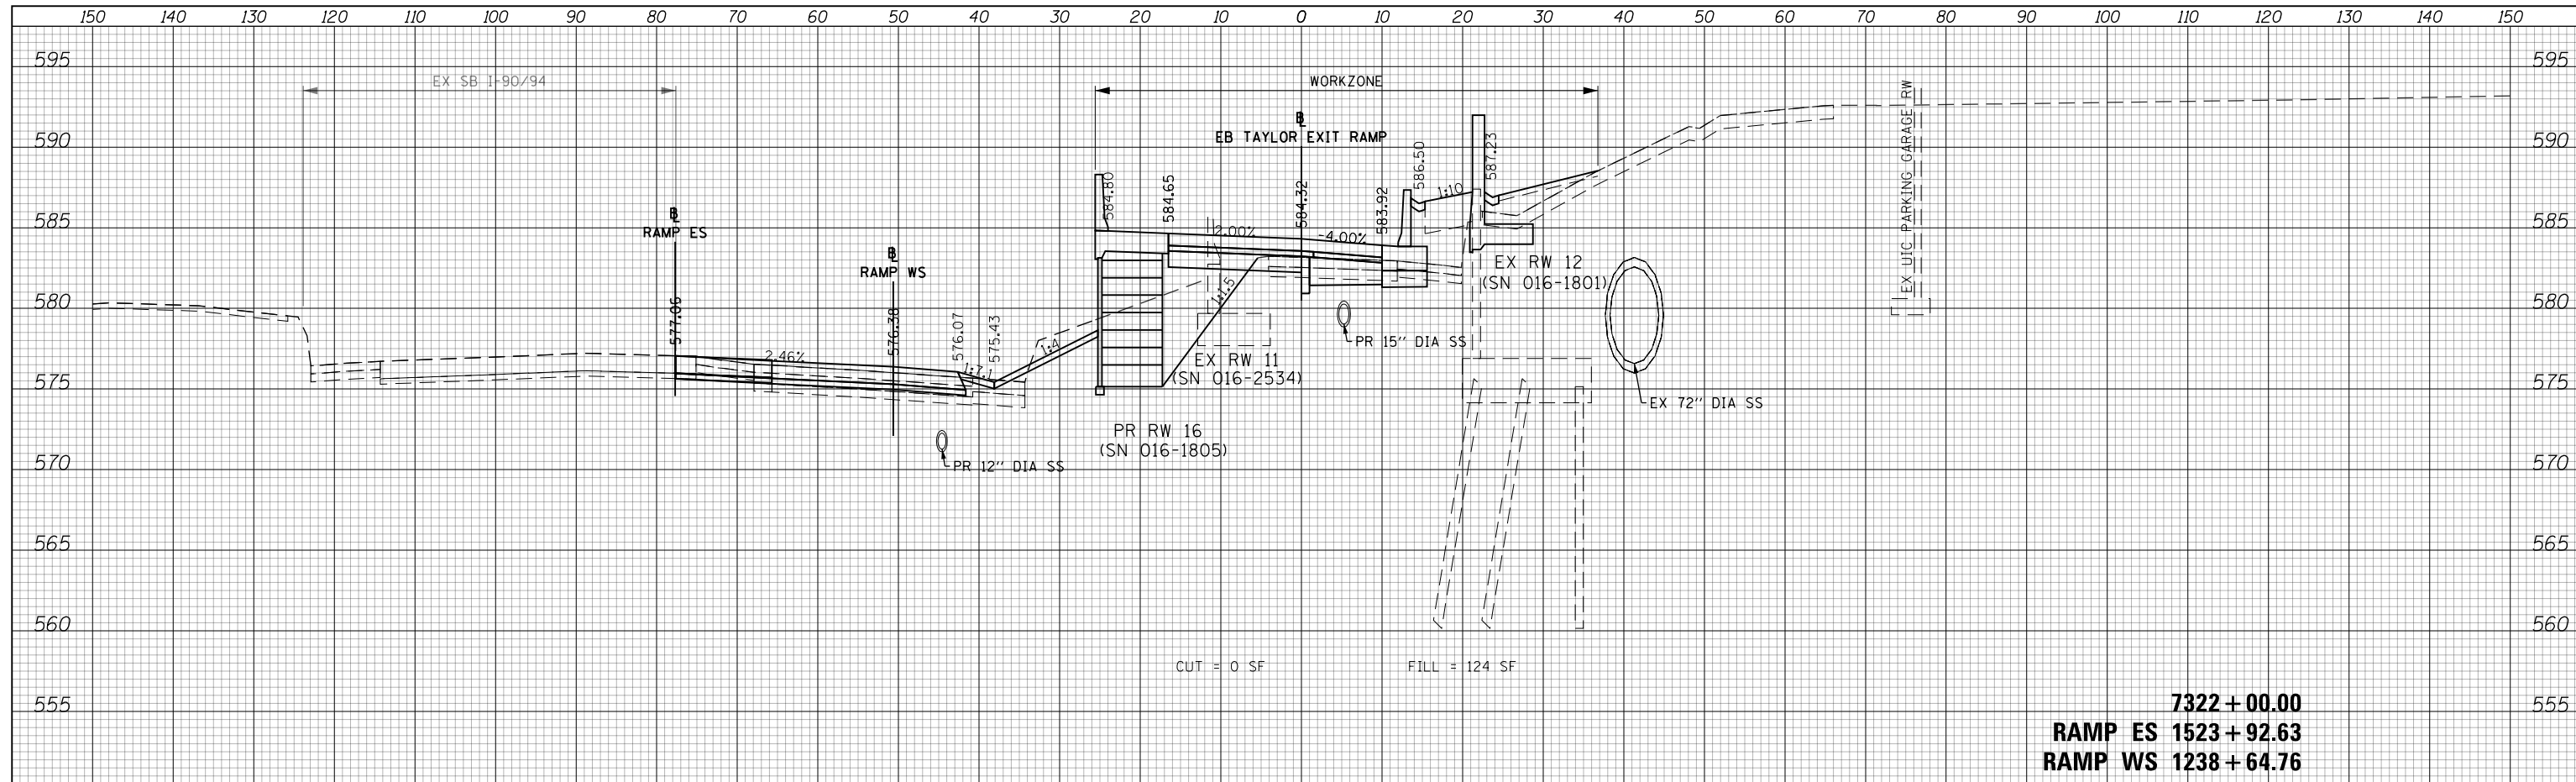 150 140 130 120 110 100 90 80 70 60 50 40 30 20 10 0 10 20 30 40 50 60 70 80 90 100 110 120 130 140 150
595 595
EX SB I-90/94
WORKZONE
590 590
BL
EB TAYLOR EXIT RAMP
EX UIC PARKING GARAGE RW
586.50
587.23
584.80
584.65
584.32
583.92
1:10
585 585
BL
RAMP ES
2.00%
-4.00%
BL
RAMP WS
EX RW 12
(SN 016-1801)
1:1.5
580 580
577.06
576.38
576.07
575.43
PR 15" DIA SS
1:4
2.46%
1:7.1
EX RW 11
(SN 016-2534)
575 575
EX 72" DIA SS
PR RW 16
(SN 016-1805)
PR 12" DIA SS
570 570
565 565
560 560
CUT = 0 SF FILL = 124 SF
555 555
7322+00.00
RAMP ES 1523+92.63
RAMP WS 1238+64.76